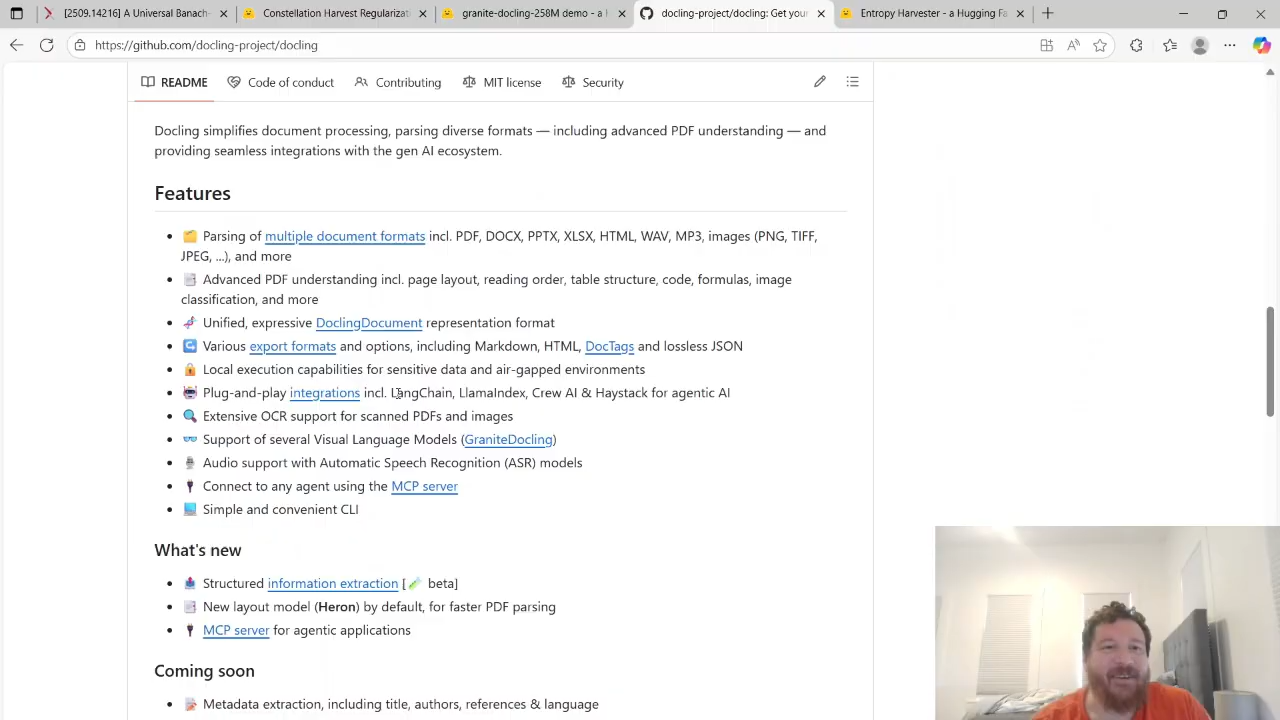 [2509.14216] A Universal Banach-
Constellation Harvest Regularizati
granite-docling-258M demo - a H
docling-project/docling: Get your
Entropy Harvester - a Hugging Fa
https://github.com/docling-project/docling
README
Code of conduct
Contributing
MIT license
Security
Docling simplifies document processing, parsing diverse formats — including advanced PDF understanding — and
providing seamless integrations with the gen AI ecosystem.
Features
Parsing of multiple document formats incl. PDF, DOCX, PPTX, XLSX, HTML, WAV, MP3, images (PNG, TIFF,
JPEG, ...), and more
Advanced PDF understanding incl. page layout, reading order, table structure, code, formulas, image
classification, and more
Unified, expressive DoclingDocument representation format
Various export formats and options, including Markdown, HTML, DocTags and lossless JSON
Local execution capabilities for sensitive data and air-gapped environments
Plug-and-play integrations incl. LangChain, LlamaIndex, Crew AI & Haystack for agentic AI
Extensive OCR support for scanned PDFs and images
Support of several Visual Language Models (GraniteDocling)
Audio support with Automatic Speech Recognition (ASR) models
Connect to any agent using the MCP server
Simple and convenient CLI
What's new
Structured information extraction [🧪 beta]
New layout model (Heron) by default, for faster PDF parsing
MCP server for agentic applications
Coming soon
Metadata extraction, including title, authors, references & language